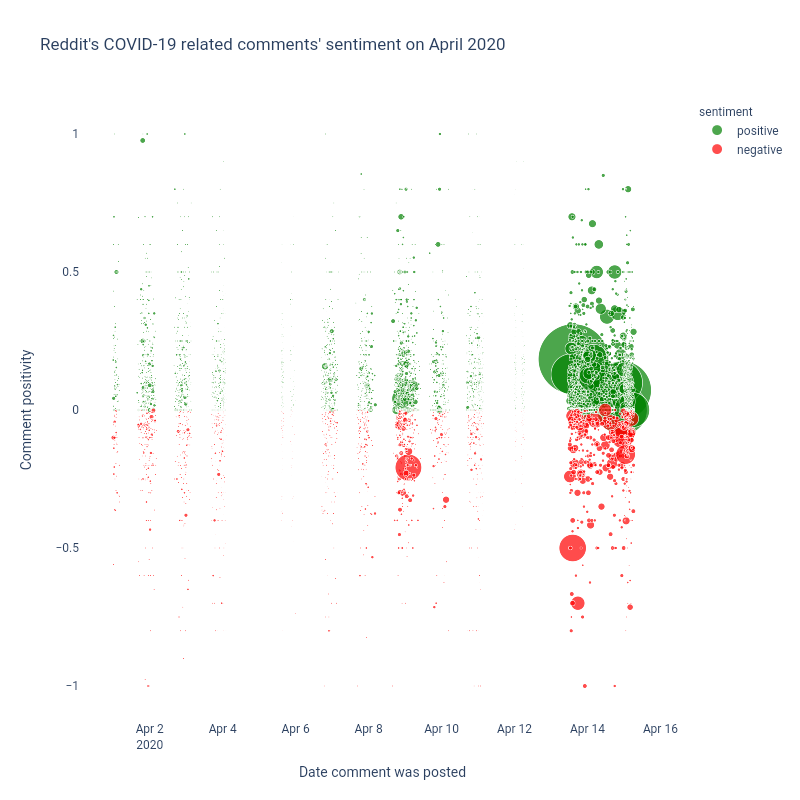 Reddit's COVID-19 related comments' sentiment on April 2020
sentiment
positive
negative
1
0.5
0
−0.5
−1
Comment positivity
Apr 2
2020
Apr 4
Apr 6
Apr 8
Apr 10
Apr 12
Apr 14
Apr 16
Date comment was posted